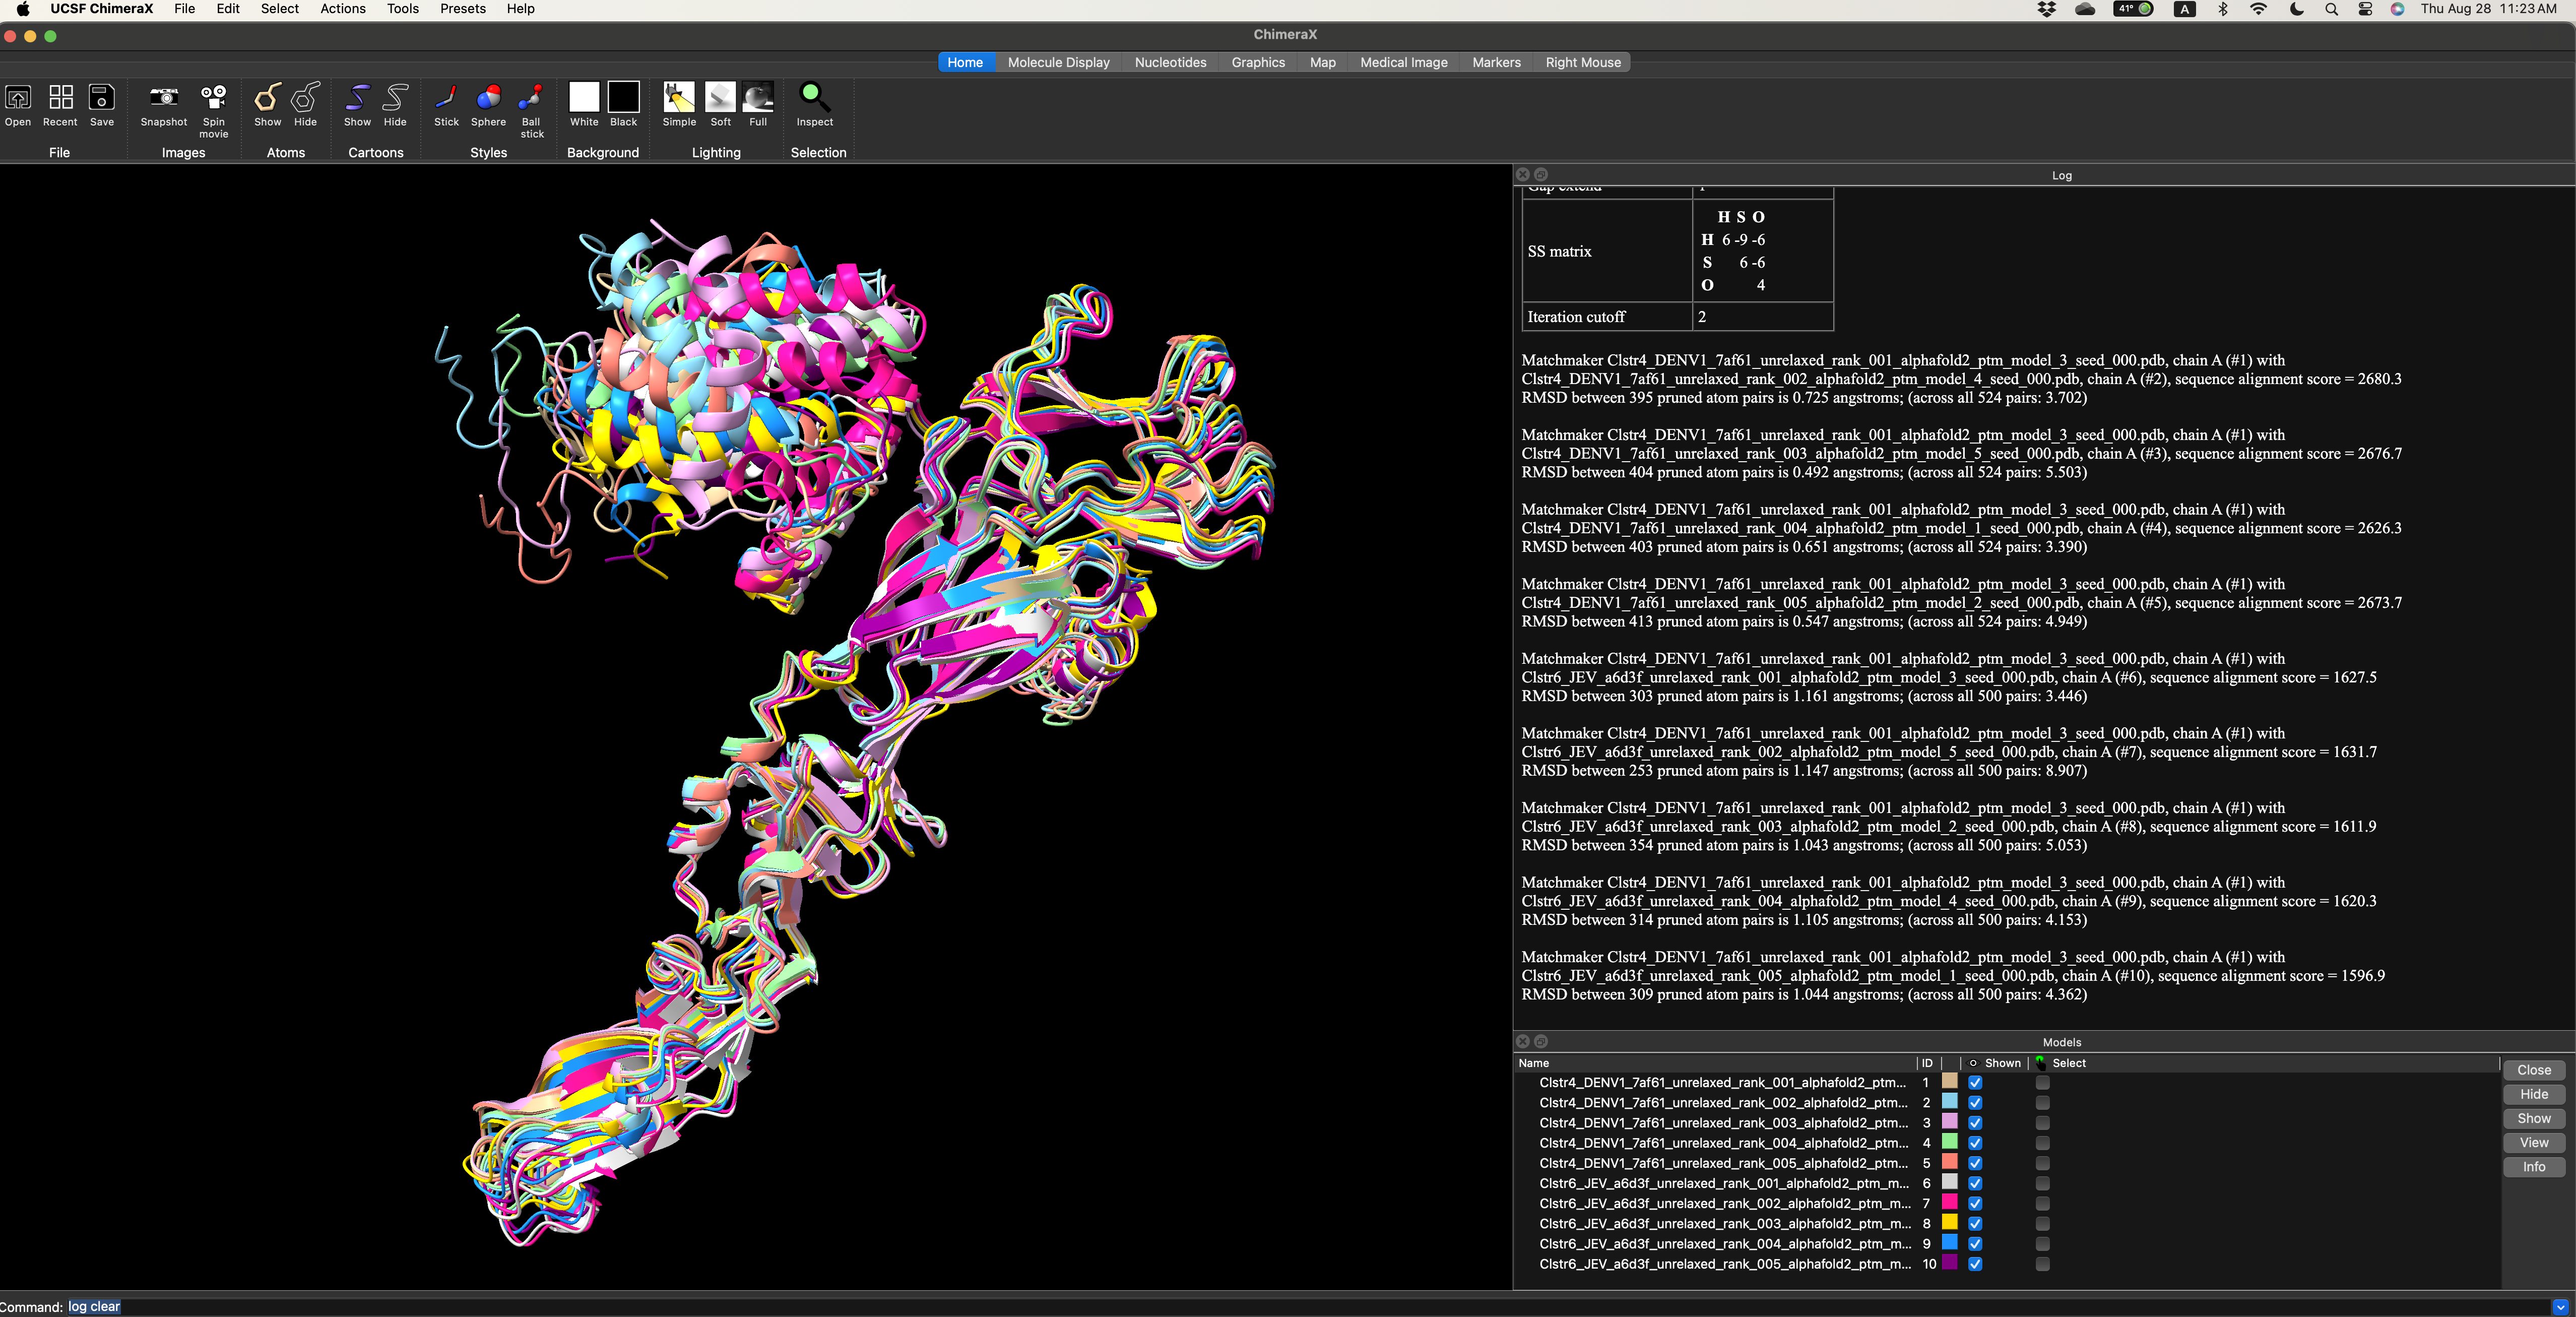 UCSF ChimeraX File Edit Select Actions Tools Presets Help 41° A Thu Aug 28 11:23 AM
ChimeraX
Home Molecule Display Nucleotides Graphics Map Medical Image Markers Right Mouse
Open Recent Save Snapshot Spin movie Show Hide Show Hide Stick Sphere Ball stick White Black Simple Soft Full Inspect
File Images Atoms Cartoons Styles Background Lighting Selection
Log
Gap extend 1
SS matrix
H S O
H 6 -9 -6
S 6 -6
O 4
Iteration cutoff 2
Matchmaker Clstr4_DENV1_7af61_unrelaxed_rank_001_alphafold2_ptm_model_3_seed_000.pdb, chain A (#1) with
Clstr4_DENV1_7af61_unrelaxed_rank_002_alphafold2_ptm_model_4_seed_000.pdb, chain A (#2), sequence alignment score = 2680.3
RMSD between 395 pruned atom pairs is 0.725 angstroms; (across all 524 pairs: 3.702)
Matchmaker Clstr4_DENV1_7af61_unrelaxed_rank_001_alphafold2_ptm_model_3_seed_000.pdb, chain A (#1) with
Clstr4_DENV1_7af61_unrelaxed_rank_003_alphafold2_ptm_model_5_seed_000.pdb, chain A (#3), sequence alignment score = 2676.7
RMSD between 404 pruned atom pairs is 0.492 angstroms; (across all 524 pairs: 5.503)
Matchmaker Clstr4_DENV1_7af61_unrelaxed_rank_001_alphafold2_ptm_model_3_seed_000.pdb, chain A (#1) with
Clstr4_DENV1_7af61_unrelaxed_rank_004_alphafold2_ptm_model_1_seed_000.pdb, chain A (#4), sequence alignment score = 2626.3
RMSD between 403 pruned atom pairs is 0.651 angstroms; (across all 524 pairs: 3.390)
Matchmaker Clstr4_DENV1_7af61_unrelaxed_rank_001_alphafold2_ptm_model_3_seed_000.pdb, chain A (#1) with
Clstr4_DENV1_7af61_unrelaxed_rank_005_alphafold2_ptm_model_2_seed_000.pdb, chain A (#5), sequence alignment score = 2673.7
RMSD between 413 pruned atom pairs is 0.547 angstroms; (across all 524 pairs: 4.949)
Matchmaker Clstr4_DENV1_7af61_unrelaxed_rank_001_alphafold2_ptm_model_3_seed_000.pdb, chain A (#1) with
Clstr6_JEV_a6d3f_unrelaxed_rank_001_alphafold2_ptm_model_3_seed_000.pdb, chain A (#6), sequence alignment score = 1627.5
RMSD between 303 pruned atom pairs is 1.161 angstroms; (across all 500 pairs: 3.446)
Matchmaker Clstr4_DENV1_7af61_unrelaxed_rank_001_alphafold2_ptm_model_3_seed_000.pdb, chain A (#1) with
Clstr6_JEV_a6d3f_unrelaxed_rank_002_alphafold2_ptm_model_5_seed_000.pdb, chain A (#7), sequence alignment score = 1631.7
RMSD between 253 pruned atom pairs is 1.147 angstroms; (across all 500 pairs: 8.907)
Matchmaker Clstr4_DENV1_7af61_unrelaxed_rank_001_alphafold2_ptm_model_3_seed_000.pdb, chain A (#1) with
Clstr6_JEV_a6d3f_unrelaxed_rank_003_alphafold2_ptm_model_2_seed_000.pdb, chain A (#8), sequence alignment score = 1611.9
RMSD between 354 pruned atom pairs is 1.043 angstroms; (across all 500 pairs: 5.053)
Matchmaker Clstr4_DENV1_7af61_unrelaxed_rank_001_alphafold2_ptm_model_3_seed_000.pdb, chain A (#1) with
Clstr6_JEV_a6d3f_unrelaxed_rank_004_alphafold2_ptm_model_4_seed_000.pdb, chain A (#9), sequence alignment score = 1620.3
RMSD between 314 pruned atom pairs is 1.105 angstroms; (across all 500 pairs: 4.153)
Matchmaker Clstr4_DENV1_7af61_unrelaxed_rank_001_alphafold2_ptm_model_3_seed_000.pdb, chain A (#1) with
Clstr6_JEV_a6d3f_unrelaxed_rank_005_alphafold2_ptm_model_1_seed_000.pdb, chain A (#10), sequence alignment score = 1596.9
RMSD between 309 pruned atom pairs is 1.044 angstroms; (across all 500 pairs: 4.362)
Models
Name ID Shown Select
Clstr4_DENV1_7af61_unrelaxed_rank_001_alphafold2_ptm... 1
Clstr4_DENV1_7af61_unrelaxed_rank_002_alphafold2_ptm... 2
Clstr4_DENV1_7af61_unrelaxed_rank_003_alphafold2_ptm... 3
Clstr4_DENV1_7af61_unrelaxed_rank_004_alphafold2_ptm... 4
Clstr4_DENV1_7af61_unrelaxed_rank_005_alphafold2_ptm... 5
Clstr6_JEV_a6d3f_unrelaxed_rank_001_alphafold2_ptm_m... 6
Clstr6_JEV_a6d3f_unrelaxed_rank_002_alphafold2_ptm_m... 7
Clstr6_JEV_a6d3f_unrelaxed_rank_003_alphafold2_ptm_m... 8
Clstr6_JEV_a6d3f_unrelaxed_rank_004_alphafold2_ptm_m... 9
Clstr6_JEV_a6d3f_unrelaxed_rank_005_alphafold2_ptm_m... 10
Close
Hide
Show
View
Info
Command: log clear